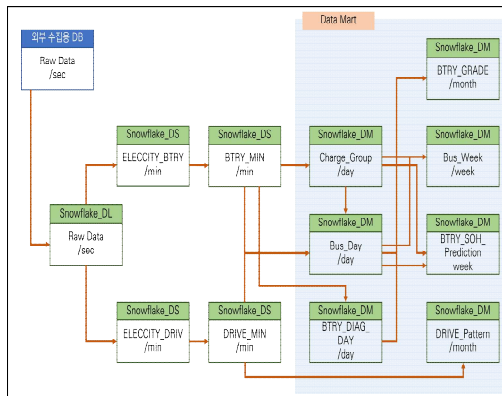 외부 수집용 DB
Raw Data
/sec
Data Mart
Snowflake_DM
BTRY_GRADE
/month
Snowflake_DS
ELECCITY_BTRY
/min
Snowflake_DS
BTRY_MIN
/min
Snowflake_DM
Charge_Group
/day
Snowflake_DM
Bus_Week
/week
Snowflake_DL
Raw Data
/sec
Snowflake_DM
Bus_Day
/day
Snowflake_DM
BTRY_SOH_
Prediction
week
Snowflake_DS
ELECCITY_DRIV
/min
Snowflake_DS
DRIVE_MIN
/min
Snowflake_DM
BTRY_DIAG_
DAY
/day
Snowflake_DM
DRIVE_Pattern
/month